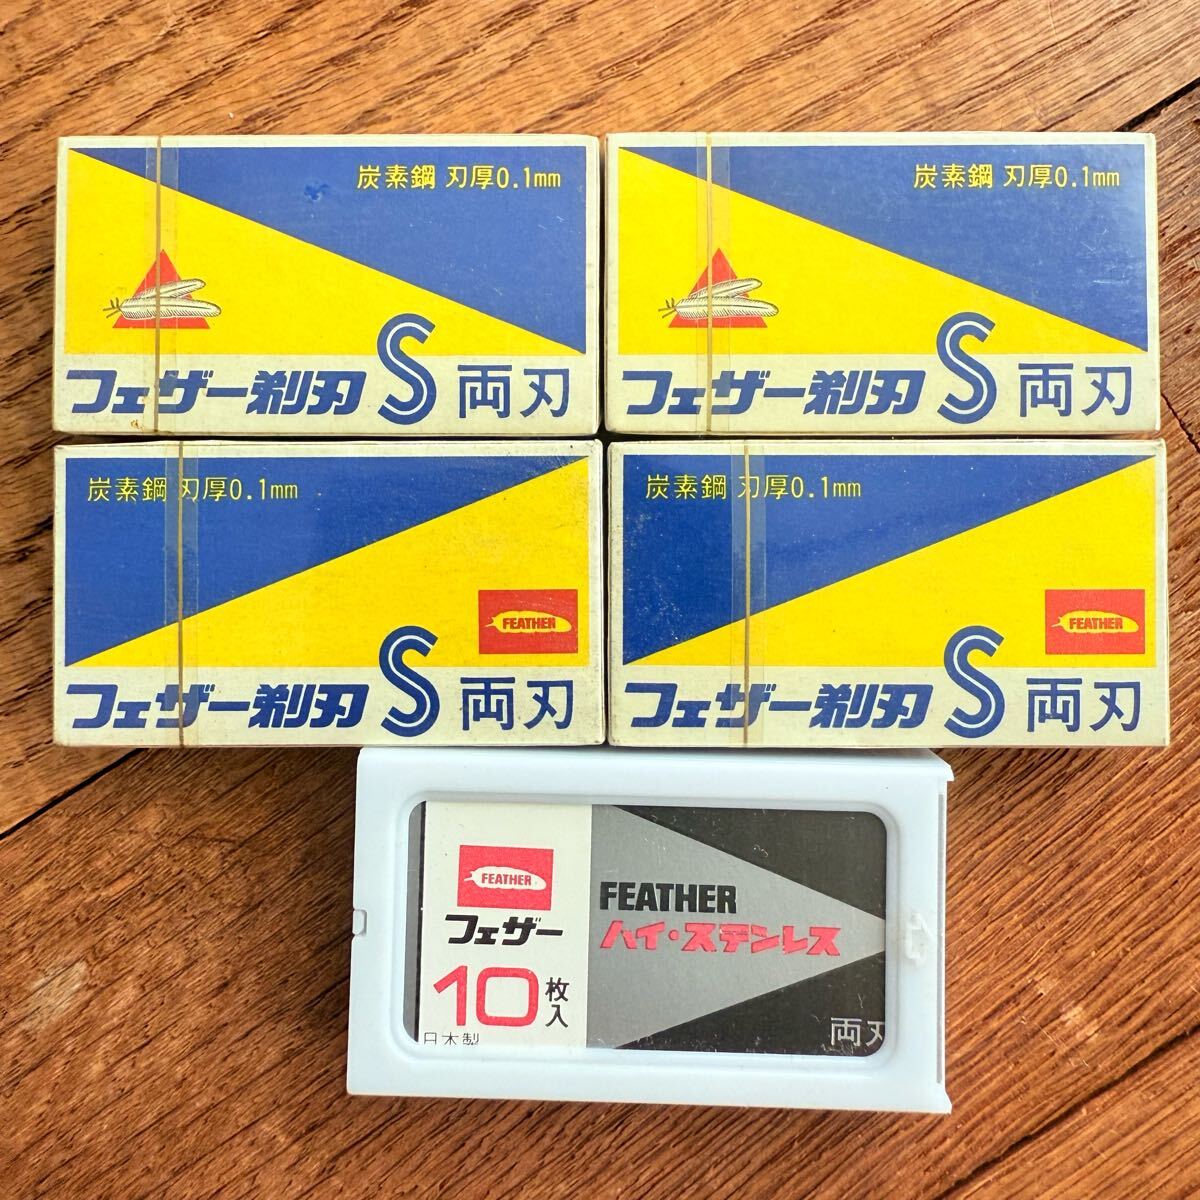 炭素鋼 刃厚0.1mm
フェザー剃刃 S 両刃
炭素鋼 刃厚0.1mm
フェザー剃刃 S 両刃
炭素鋼 刃厚0.1mm
FEATHER
フェザー剃刃 S 両刃
炭素鋼 刃厚0.1mm
FEATHER
フェザー剃刃 S 両刃
FEATHER
フェザー
10枚入
日本製
FEATHER
ハイ・ステンレス
両刃